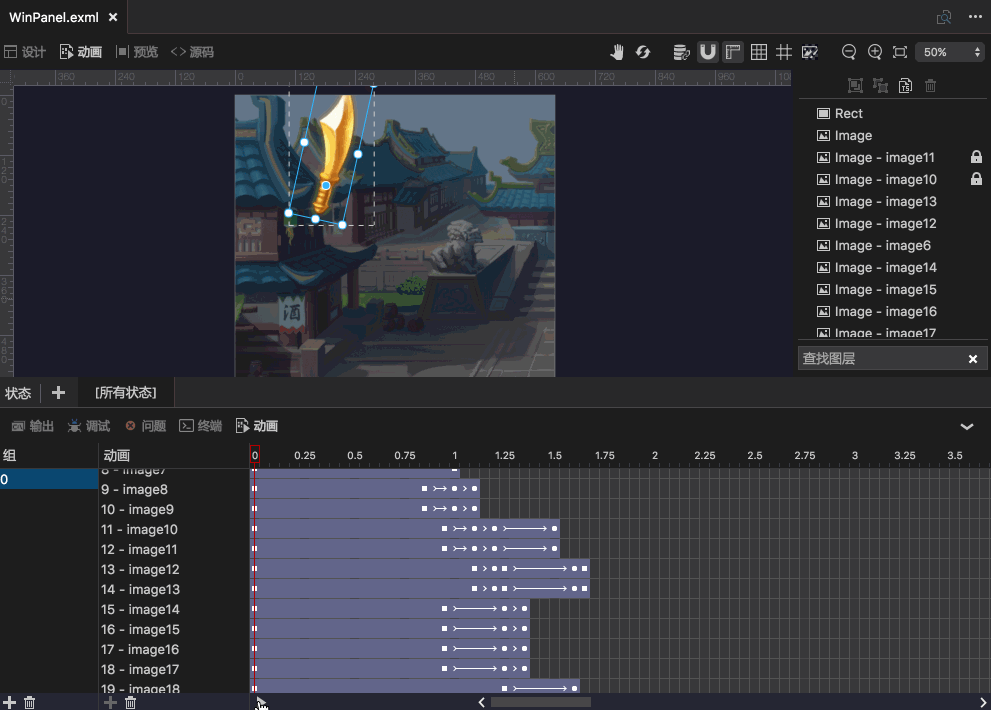 WinPanel.exml
设计 动画 预览 源码
50%
360 240 120 0 120 240 360 480 600 720 840 960
Rect
Image
Image - image11
Image - image10
Image - image13
Image - image12
Image - image6
Image - image14
Image - image15
Image - image16
Image - image17
酒
查找图层
状态 [所有状态]
输出 调试 问题 终端 动画
组 动画 0 0.25 0.5 0.75 1 1.25 1.5 1.75 2 2.25 2.5 2.75 3 3.25 3.5
8 - image7
0
9 - image8
10 - image9
11 - image10
12 - image11
13 - image12
14 - image13
15 - image14
16 - image15
17 - image16
18 - image17
19 - image18